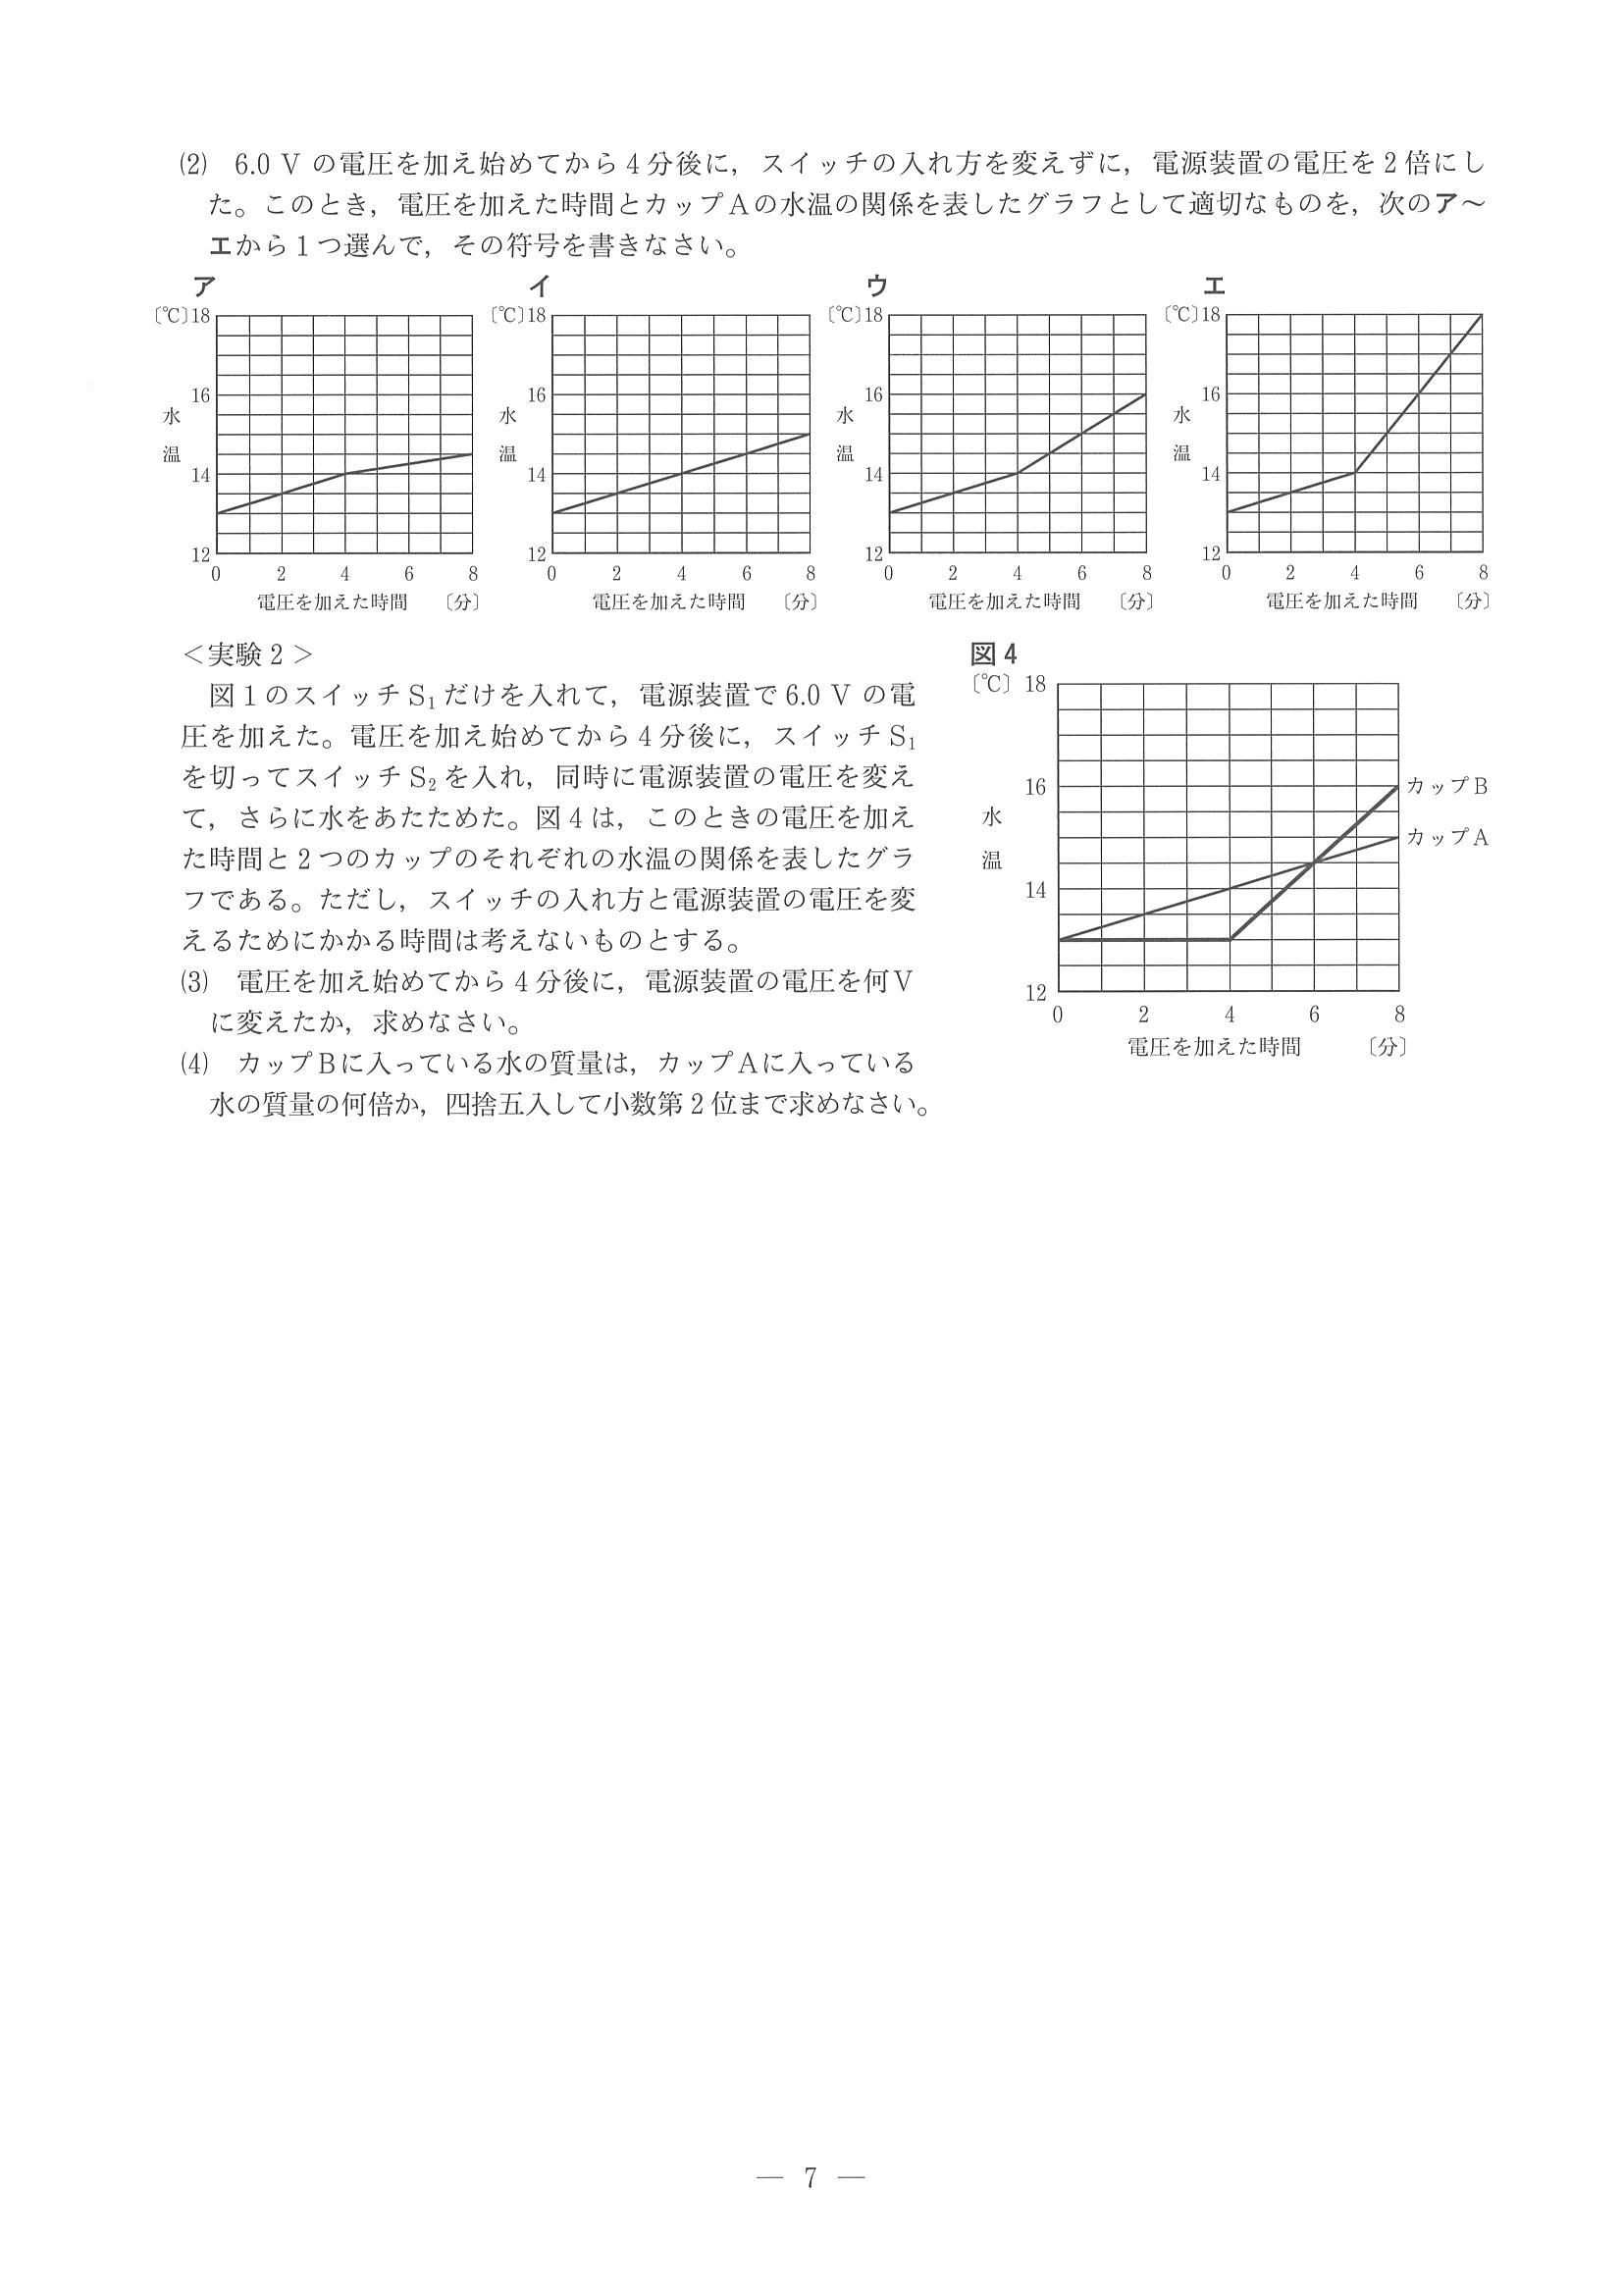 ⑵　6.0 V の電圧を加え始めてから 4 分後に，スイッチの入れ方を変えずに，電源装置の電圧を 2 倍にし
た。このとき，電圧を加えた時間とカップＡの水温の関係を表したグラフとして適切なものを，次のア～
エから 1 つ選んで，その符号を書きなさい。
ア
〔℃〕18
16
水
温
14
12
0 2 4 6 8
電圧を加えた時間　〔分〕
イ
〔℃〕18
16
水
温
14
12
0 2 4 6 8
電圧を加えた時間　〔分〕
ウ
〔℃〕18
16
水
温
14
12
0 2 4 6 8
電圧を加えた時間　〔分〕
エ
〔℃〕18
16
水
温
14
12
0 2 4 6 8
電圧を加えた時間　〔分〕
＜実験 2 ＞
図 1 のスイッチ S₁ だけを入れて，電源装置で 6.0 V の電
圧を加えた。電圧を加え始めてから 4 分後に，スイッチ S₁
を切ってスイッチ S₂ を入れ，同時に電源装置の電圧を変え
て，さらに水をあたためた。図 4 は，このときの電圧を加え
た時間と 2 つのカップのそれぞれの水温の関係を表したグラ
フである。ただし，スイッチの入れ方と電源装置の電圧を変
えるためにかかる時間は考えないものとする。
⑶　電圧を加え始めてから 4 分後に，電源装置の電圧を何Ｖ
に変えたか，求めなさい。
⑷　カップＢに入っている水の質量は，カップＡに入っている
水の質量の何倍か，四捨五入して小数第 2 位まで求めなさい。
図 4
〔℃〕 18
16
カップＢ
水
カップＡ
温
14
12
0 2 4 6 8
電圧を加えた時間　〔分〕
― 7 ―